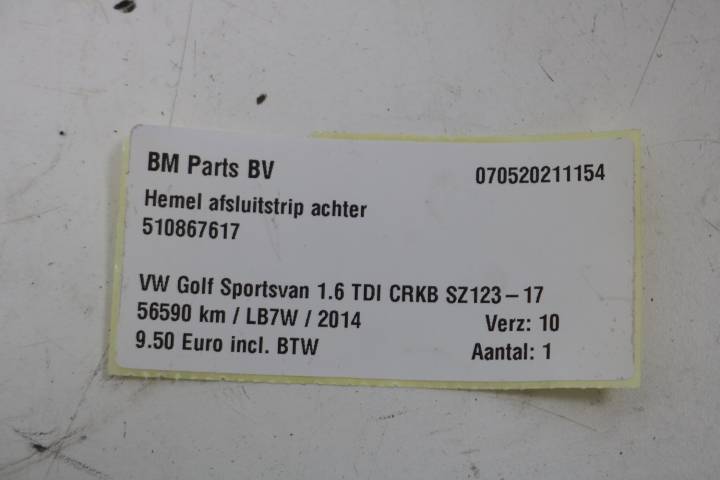 BM Parts BV 070520211154
Hemel afsluitstrip achter
510867617
VW Golf Sportsvan 1.6 TDI CRKB SZ123-17
56590 km / LB7W / 2014 Verz: 10
9.50 Euro incl. BTW Aantal: 1